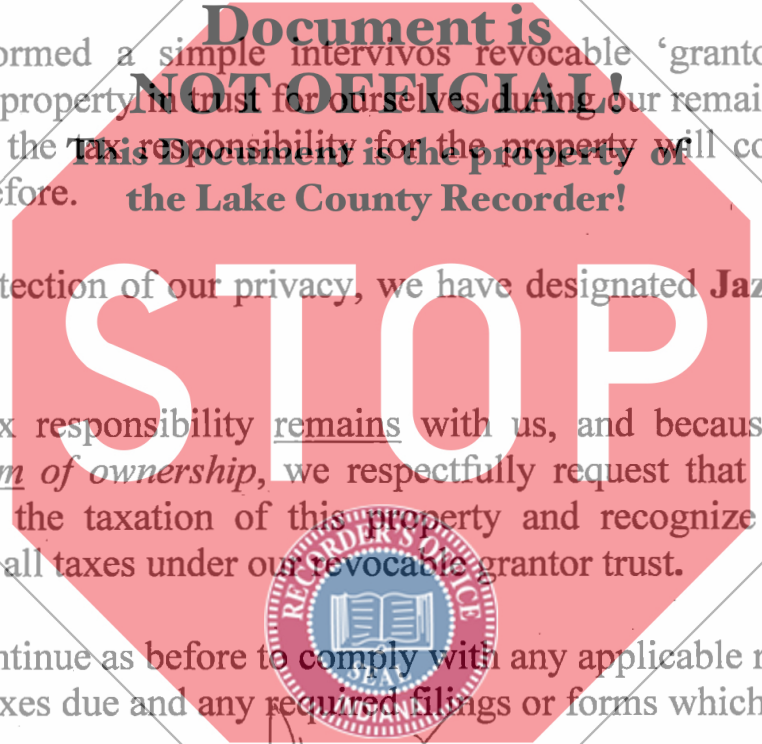 Document is
ormed a simple intervivos revocable ‘granto
NOT OFFICIAL!
property in trust for ourselves during our remai
This Document is the property of
the tax responsibility for the property will co
efore.
the Lake County Recorder!
tection of our privacy, we have designated Jaz
STOP
x responsibility remains with us, and becaus
m of ownership, we respectfully request that
the taxation of this property and recognize
all taxes under our revocable grantor trust.
RECORDER'S OFFICE
SEAL
INDIANA
ntinue as before to comply with any applicable r
xes due and any required filings or forms which